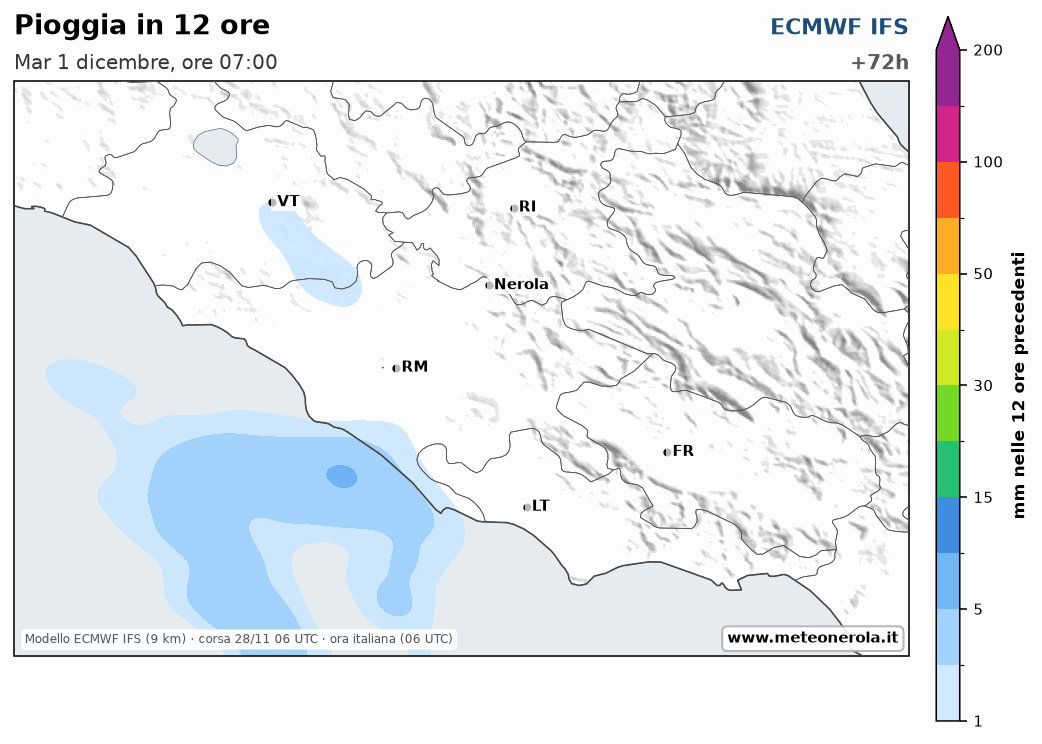 Pioggia in 12 ore
ECMWF IFS
Mar 1 dicembre, ore 07:00
+72h
200
100
50
30
15
5
1
mm nelle 12 ore precedenti
VT
RI
Nerola
RM
FR
LT
Modello ECMWF IFS (9 km) · corsa 28/11 06 UTC · ora italiana (06 UTC)
www.meteonerola.it